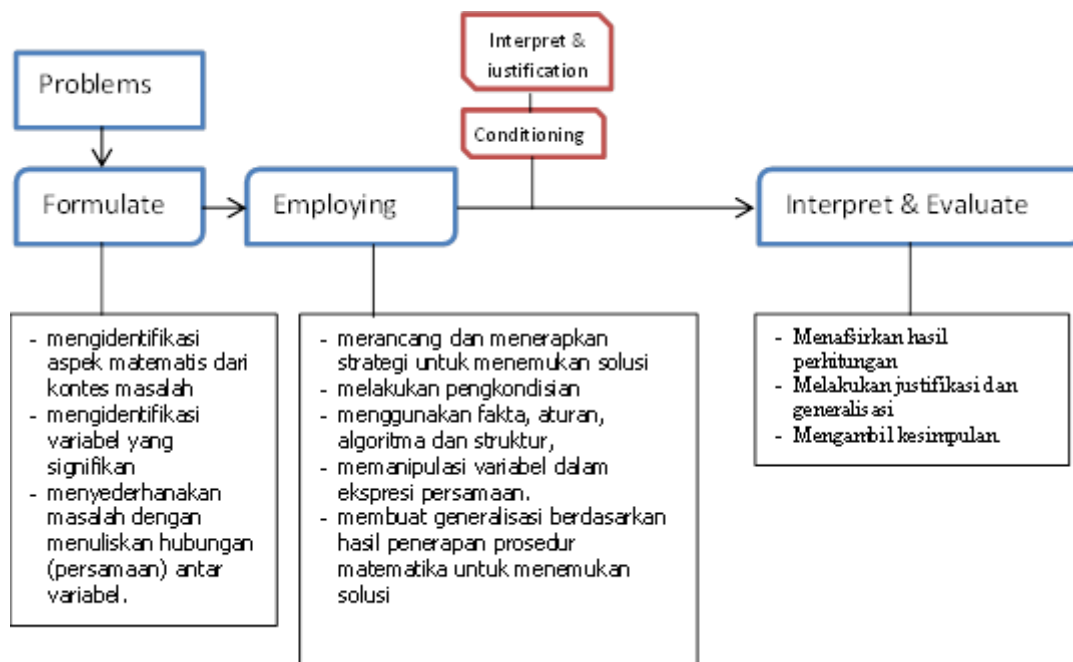 Interpret &
iustification
Problems
Conditioning
Formulate
Employing
Interpret & Evaluate
- mengidentifikasi
aspek matematis dari
kontes masalah
- mengidentifikasi
variabel yang
signifikan
- menyederhanakan
masalah dengan
menuliskan hubungan
(persamaan) antar
variabel.
- merancang dan menerapkan
strategi untuk menemukan solusi
- melakukan pengkondisian
- menggunakan fakta, aturan,
algoritma dan struktur,
- memanipulasi variabel dalam
ekspresi persamaan.
- membuat generalisasi berdasarkan
hasil penerapan prosedur
matematika untuk menemukan
solusi
- Menafsirkan hasil
perhitungan
- Melakukan justifikasi dan
generalisasi
- Mengambil kesimpulan.